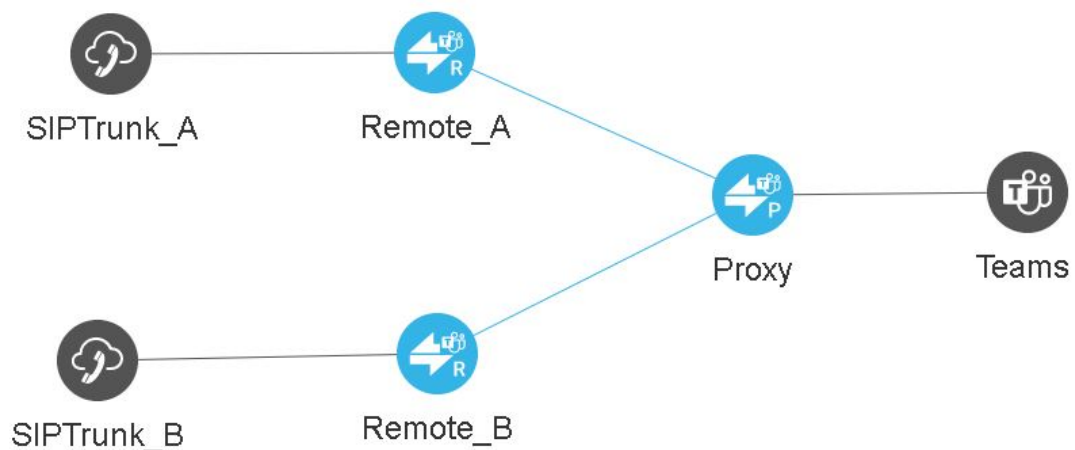 SIPTrunk_A
Remote_A
R
Proxy
P
Teams
T
SIPTrunk_B
Remote_B
R